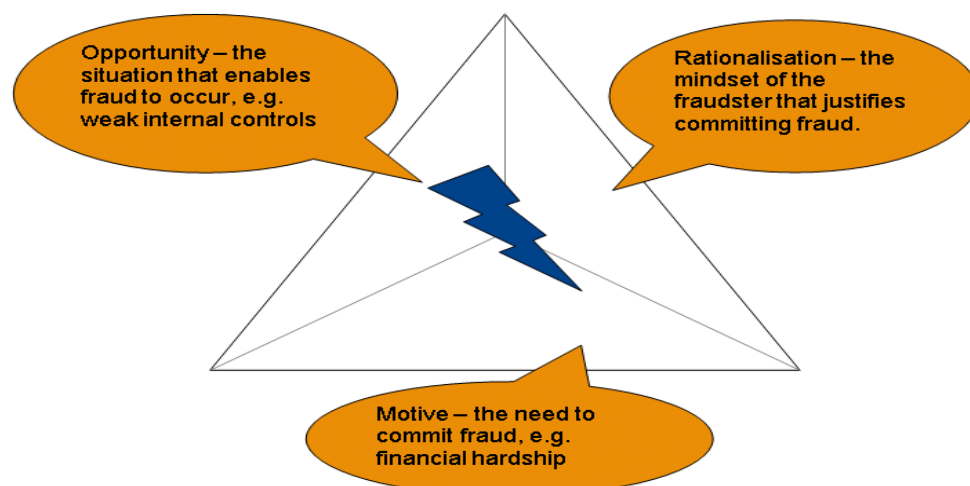 Opportunity – the
situation that enables
fraud to occur, e.g.
weak internal controls
Rationalisation – the
mindset of the
fraudster that justifies
committing fraud.
Motive – the need to
commit fraud, e.g.
financial hardship